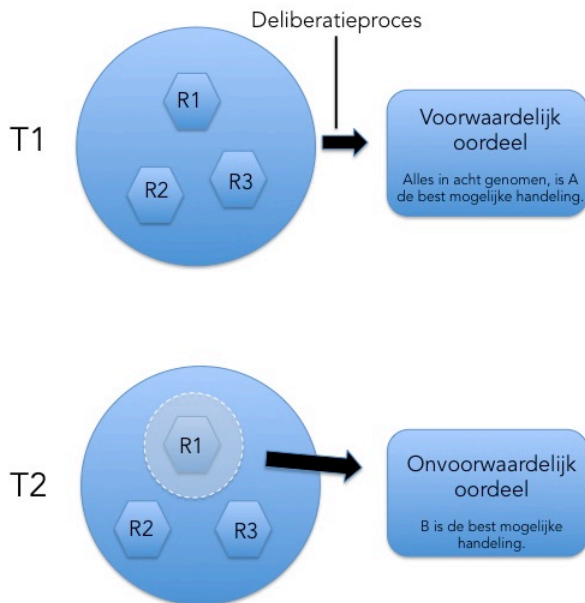 Deliberatieproces
T1
R1
R2
R3
Voorwaardelijk
oordeel
Alles in acht genomen, is A
de best mogelijke handeling.
T2
R1
R2
R3
Onvoorwaardelijk
oordeel
B is de best mogelijke
handeling.